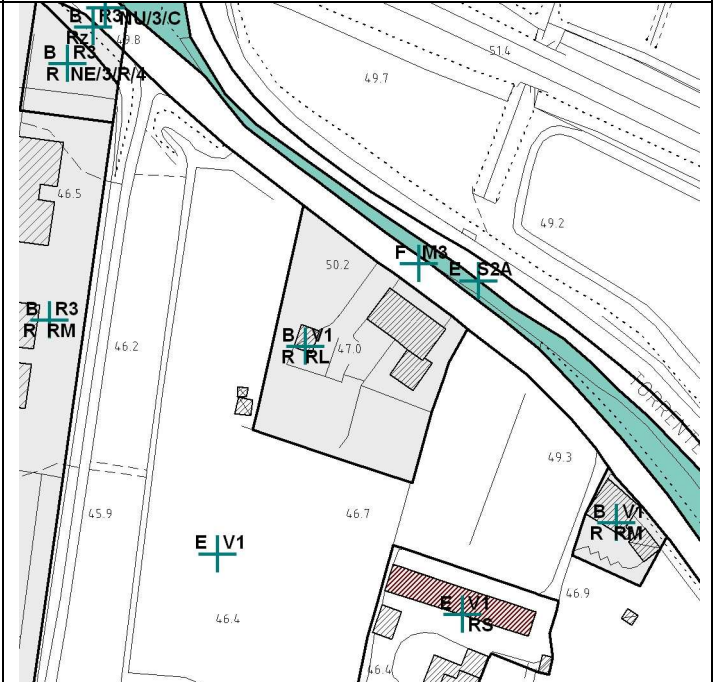 B R3 NU/3/C
Rz
49.8
B R3
R NE/3/R/4
51.4
49.7
46.5
49.2
50.2
F M3
E S2A
B R3
R RM
B V1
R RL
47.0
46.2
TORRENTE
49.3
45.9
46.7
B V1
R RM
E V1
46.9
E V1
RS
46.4
46.4